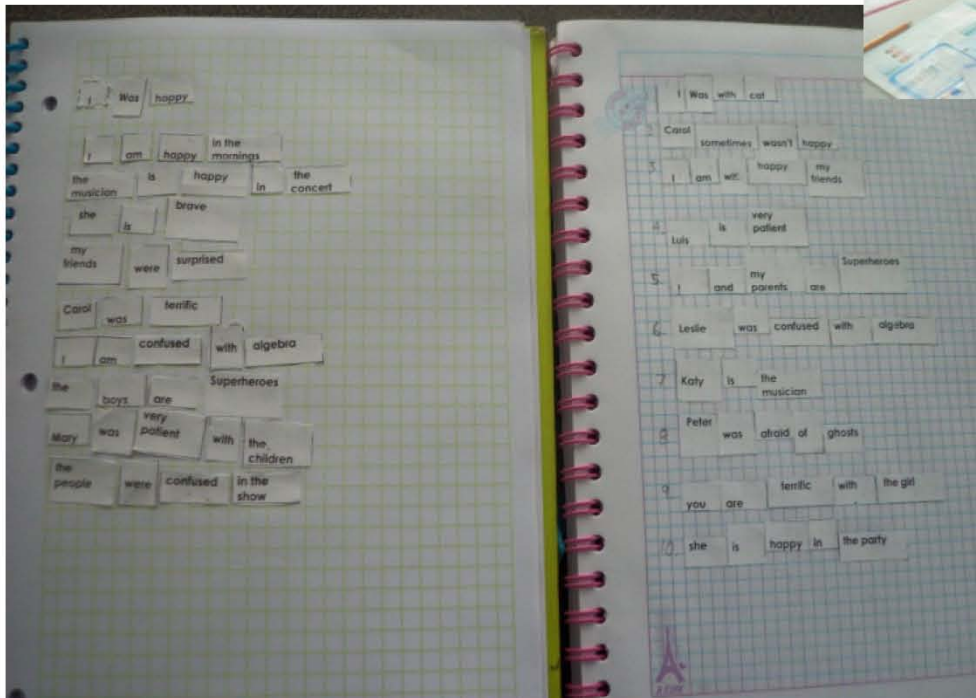 I Was happy
I am happy in the mornings
the musician is happy in the concert
she is brave
my friends were surprised
Carol was terrific
I am confused with algebra
the boys are Superheroes
Mary was very patient with the children
the people were confused in the show
I Was with cat
2 Carol sometimes wasn't happy
3. I am happy my friends
4 Luis is very patient
5. I and my parents are Superheroes
6 Leslie was confused with algebra
7 Katy is the musician
8 Peter was afraid of ghosts
9 you are terrific with the girl
10 she is happy in the party